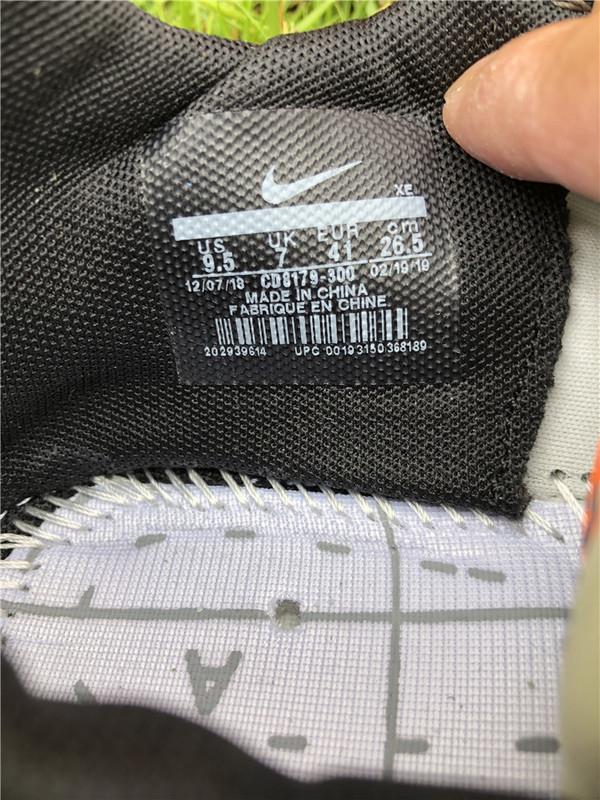 XE
US UK EUR cm
9.5 7 41 26.5
12/07/18 CD8179-300 02/19/19
MADE IN CHINA
FABRIQUE EN CHINE
202939614 UPC 00193150368189
A